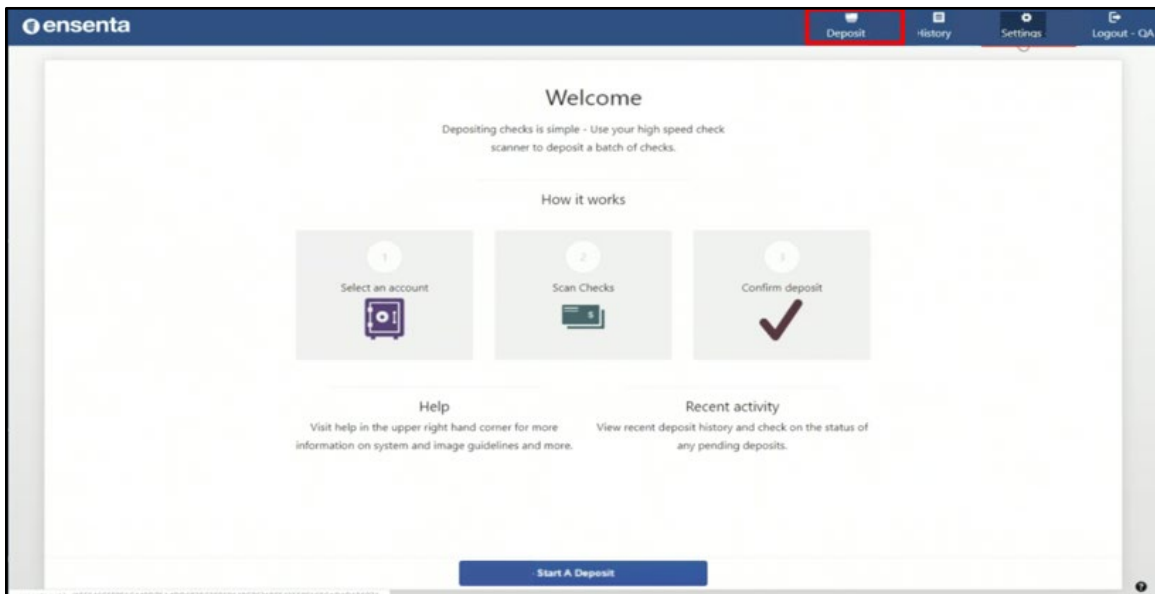 ensenta
Deposit
History
Settings
Logout - QA
Welcome
Depositing checks is simple - Use your high speed check
scanner to deposit a batch of checks.
How it works
1
Select an account
2
Scan Checks
$
3
Confirm deposit
Help
Visit help in the upper right hand corner for more
information on system and image guidelines and more.
Recent activity
View recent deposit history and check on the status of
any pending deposits.
Start A Deposit
?